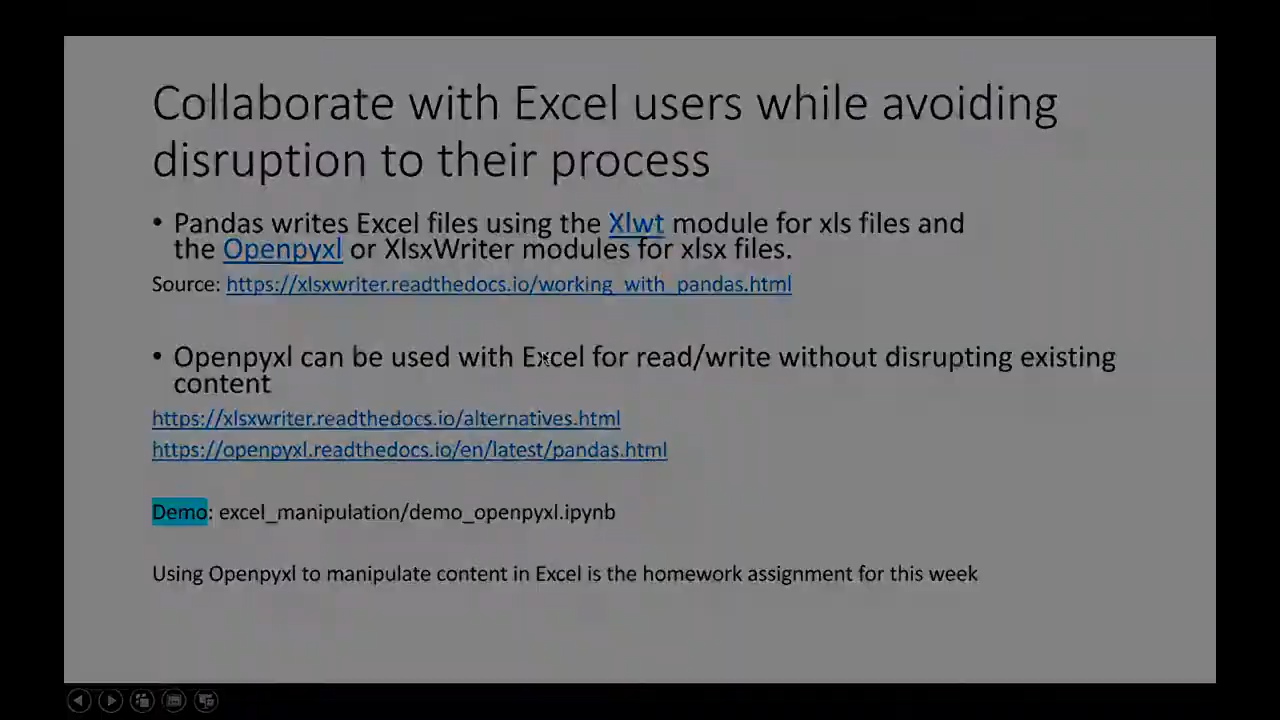 Collaborate with Excel users while avoiding
disruption to their process
• Pandas writes Excel files using the Xlwt module for xls files and
the Openpyxl or XlsxWriter modules for xlsx files.
Source: https://xlsxwriter.readthedocs.io/working_with_pandas.html
• Openpyxl can be used with Excel for read/write without disrupting existing
content
https://xlsxwriter.readthedocs.io/alternatives.html
https://openpyxl.readthedocs.io/en/latest/pandas.html
Demo: excel_manipulation/demo_openpyxl.ipynb
Using Openpyxl to manipulate content in Excel is the homework assignment for this week